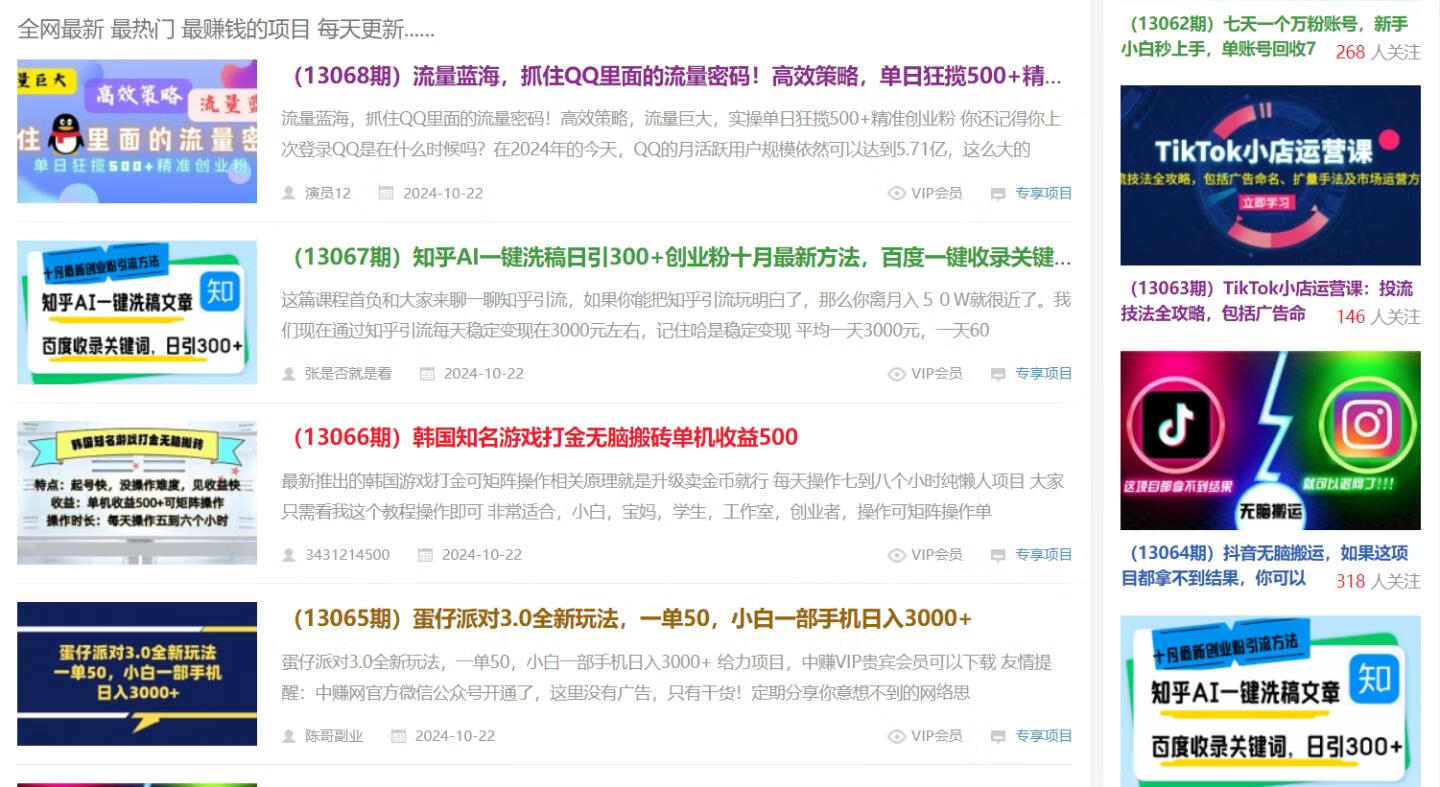 全网最新 最热门 最赚钱的项目 每天更新......
量巨大
高效策略
流量蓝
住 里面的流量密
单日狂揽500+精准创业粉
（13068期）流量蓝海，抓住QQ里面的流量密码！高效策略，单日狂揽500+精...
流量蓝海，抓住QQ里面的流量密码！高效策略，流量巨大，实操单日狂揽500+精准创业粉 你还记得你上
次登录QQ是在什么时候吗？在2024年的今天，QQ的月活跃用户规模依然可以达到5.71亿，这么大的
演员12 2024-10-22 VIP会员 专享项目
十月最新创业粉引流方法
知
知乎AI一键洗稿文章
百度收录关键词，日引300+
（13067期）知乎AI一键洗稿日引300+创业粉十月最新方法，百度一键收录关键...
这篇课程首负和大家来聊一聊知乎引流，如果你能把知乎引流玩明白了，那么你离月入５０W就很近了。我
们现在通过知乎引流每天稳定变现在3000元左右，记住哈是稳定变现 平均一天3000元，一天60
张是否就是看 2024-10-22 VIP会员 专享项目
韩国知名游戏打金无脑搬砖
特点：起号快，没操作难度，见收益快
收益：单机收益500+可矩阵操作
操作时长：每天操作五到六个小时
（13066期）韩国知名游戏打金无脑搬砖单机收益500
最新推出的韩国游戏打金可矩阵操作相关原理就是升级卖金币就行 每天操作七到八个小时纯懒人项目 大家
只需看我这个教程操作即可 非常适合，小白，宝妈，学生，工作室，创业者，操作可矩阵操作单
3431214500 2024-10-22 VIP会员 专享项目
蛋仔派对3.0全新玩法
一单50，小白一部手机
日入3000+
（13065期）蛋仔派对3.0全新玩法，一单50，小白一部手机日入3000+
蛋仔派对3.0全新玩法，一单50，小白一部手机日入3000+ 给力项目，中赚VIP贵宾会员可以下载 友情提
醒：中赚网官方微信公众号开通了，这里没有广告，只有干货！定期分享你意想不到的网络思
陈哥副业 2024-10-22 VIP会员 专享项目
（13062期）七天一个万粉账号，新手
小白秒上手，单账号回收7 268 人关注
TikTok小店运营课
流技法全攻略，包括广告命名、扩量手法及市场运营方
立即学习
（13063期）TikTok小店运营课：投流
技法全攻略，包括广告命 146 人关注
这项目都拿不到结果
就可以退网了!!!
无脑搬运
（13064期）抖音无脑搬运，如果这项
目都拿不到结果，你可以 318 人关注
十月最新创业粉引流方法
知
知乎AI一键洗稿文章
百度收录关键词，日引300+